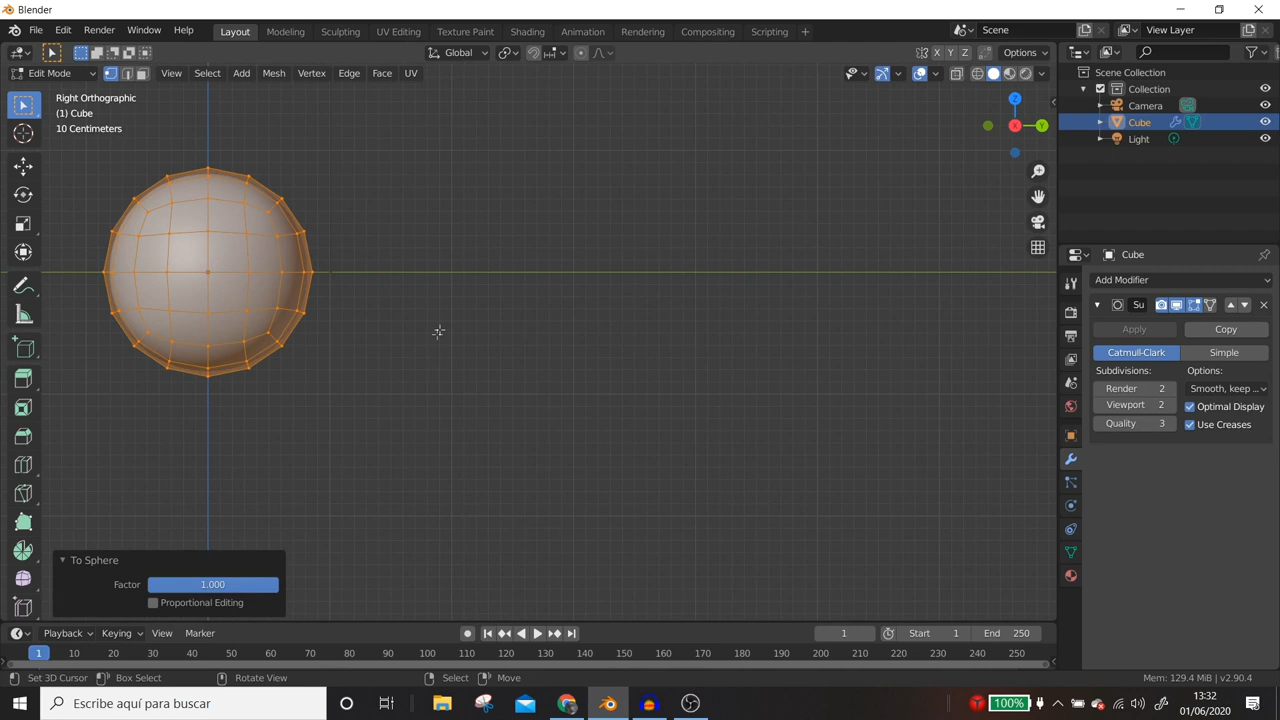 Blender
File Edit Render Window Help Layout Modeling Sculpting UV Editing Texture Paint Shading Animation Rendering Compositing Scripting + Scene View Layer
Global X Y Z Options
Edit Mode View Select Add Mesh Vertex Edge Face UV
Right Orthographic
(1) Cube
10 Centimeters
Z
X Y
Scene Collection
Collection
Camera
Cube
Light
Cube
Add Modifier
Su
Apply Copy
Catmull-Clark Simple
Subdivisions: Options:
Render 2 Smooth, keep ...
Viewport 2 Optimal Display
Quality 3 Use Creases
To Sphere
Factor 1.000
Proportional Editing
Playback Keying View Marker 1 Start 1 End 250
1 10 20 30 40 50 60 70 80 90 100 110 120 130 140 150 160 170 180 190 200 210 220 230 240 250
Set 3D Cursor Box Select Rotate View Select Move Mem: 129.4 MiB | v2.90.4
Escribe aquí para buscar 100% 13:32
01/06/2020